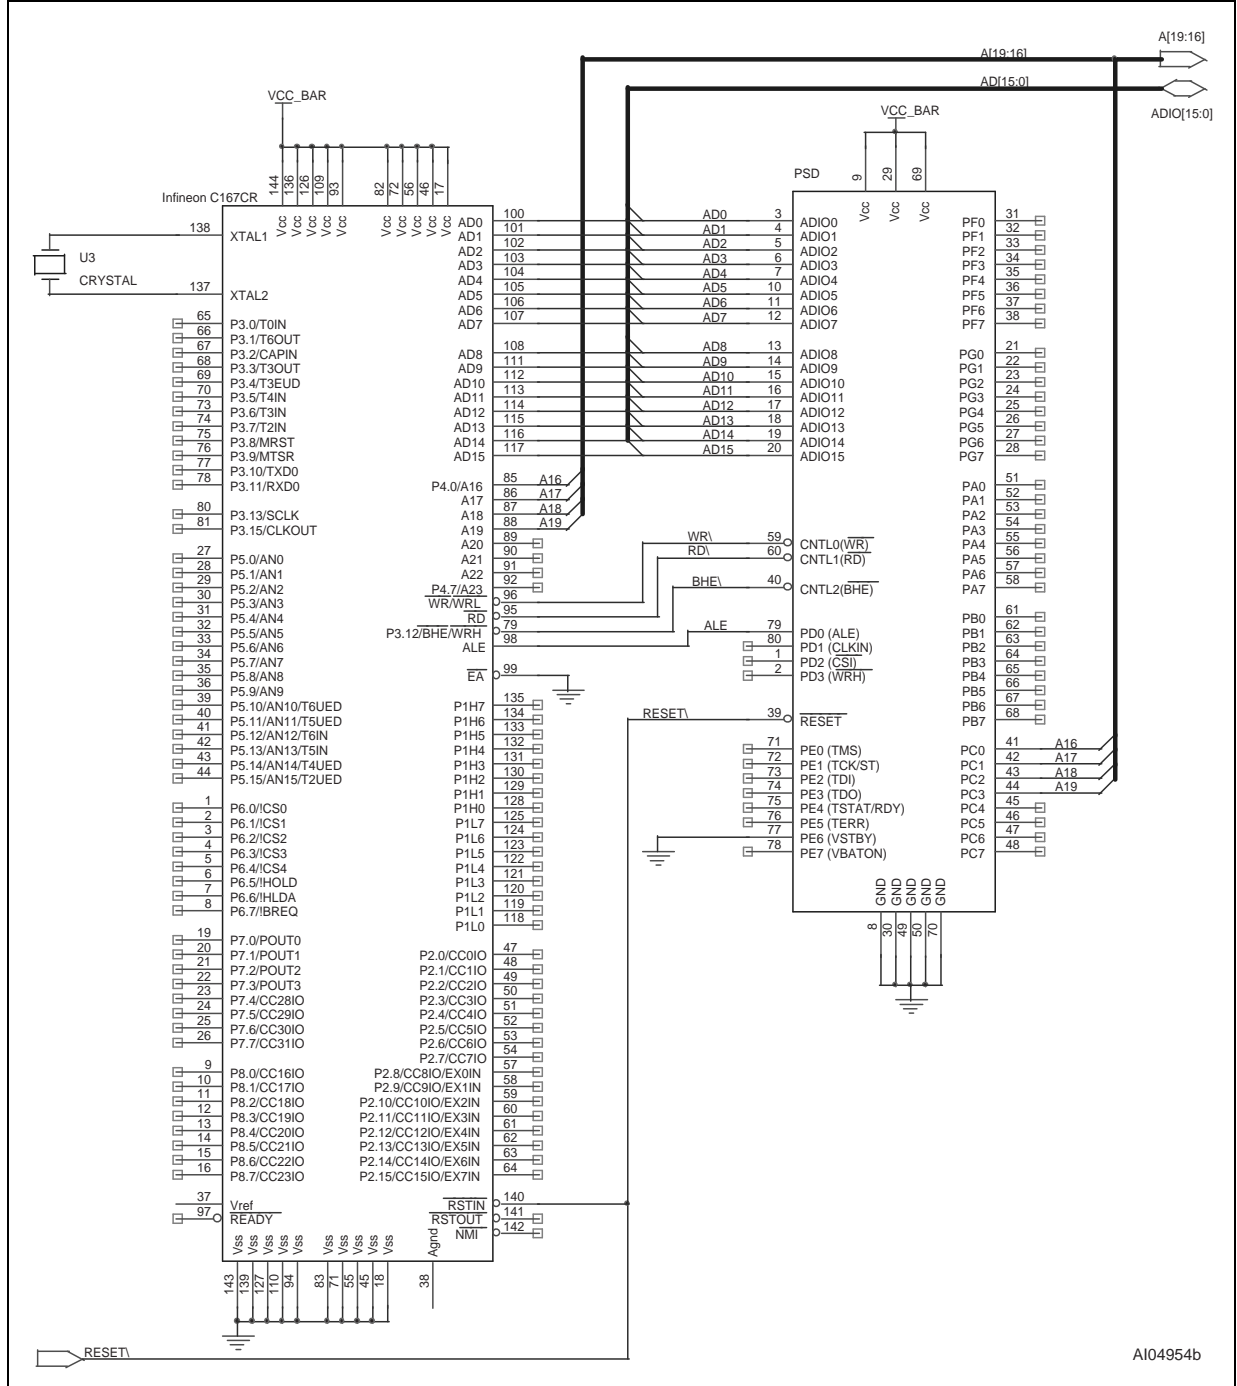 A[19:16]
A[19:16]
AD[15:0]
ADIO[15:0]
VCC_BAR
VCC_BAR
Infineon C167CR
144 136 126 109 93 82 72 56 46 17
Vcc Vcc Vcc Vcc Vcc Vcc Vcc Vcc Vcc Vcc
PSD
9 29 69
Vcc Vcc Vcc
U3
CRYSTAL
138 XTAL1
137 XTAL2
65 P3.0/T0IN
66 P3.1/T6OUT
67 P3.2/CAPIN
68 P3.3/T3OUT
69 P3.4/T3EUD
70 P3.5/T4IN
73 P3.6/T3IN
74 P3.7/T2IN
75 P3.8/MRST
76 P3.9/MTSR
77 P3.10/TXD0
78 P3.11/RXD0
80 P3.13/SCLK
81 P3.15/CLKOUT
27 P5.0/AN0
28 P5.1/AN1
29 P5.2/AN2
30 P5.3/AN3
31 P5.4/AN4
32 P5.5/AN5
33 P5.6/AN6
34 P5.7/AN7
35 P5.8/AN8
36 P5.9/AN9
39 P5.10/AN10/T6UED
40 P5.11/AN11/T5UED
41 P5.12/AN12/T6IN
42 P5.13/AN13/T5IN
43 P5.14/AN14/T4UED
44 P5.15/AN15/T2UED
1 P6.0/!CS0
2 P6.1/!CS1
3 P6.2/!CS2
4 P6.3/!CS3
5 P6.4/!CS4
6 P6.5/!HOLD
7 P6.6/!HLDA
8 P6.7/!BREQ
19 P7.0/POUT0
20 P7.1/POUT1
21 P7.2/POUT2
22 P7.3/POUT3
23 P7.4/CC28IO
24 P7.5/CC29IO
25 P7.6/CC30IO
26 P7.7/CC31IO
9 P8.0/CC16IO
10 P8.1/CC17IO
11 P8.2/CC18IO
12 P8.3/CC19IO
13 P8.4/CC20IO
14 P8.5/CC21IO
15 P8.6/CC22IO
16 P8.7/CC23IO
37 Vref
97 READY
AD0 100 AD0 3 ADIO0
AD1 101 AD1 4 ADIO1
AD2 102 AD2 5 ADIO2
AD3 103 AD3 6 ADIO3
AD4 104 AD4 7 ADIO4
AD5 105 AD5 10 ADIO5
AD6 106 AD6 11 ADIO6
AD7 107 AD7 12 ADIO7
AD8 108 AD8 13 ADIO8
AD9 111 AD9 14 ADIO9
AD10 112 AD10 15 ADIO10
AD11 113 AD11 16 ADIO11
AD12 114 AD12 17 ADIO12
AD13 115 AD13 18 ADIO13
AD14 116 AD14 19 ADIO14
AD15 117 AD15 20 ADIO15
P4.0/A16 85 A16
A17 86 A17
A18 87 A18
A19 88 A19
A20 89
A21 90
A22 91
P4.7/A23 92
WR/WRL 96
RD 95
P3.12/BHE/WRH 79
ALE 98
EA 99
P1H7 135
P1H6 134
P1H5 133
P1H4 132
P1H3 131
P1H2 130
P1H1 129
P1H0 128
P1L7 125
P1L6 124
P1L5 123
P1L4 122
P1L3 121
P1L2 120
P1L1 119
P1L0 118
P2.0/CC0IO 47
P2.1/CC1IO 48
P2.2/CC2IO 49
P2.3/CC3IO 50
P2.4/CC4IO 51
P2.5/CC5IO 52
P2.6/CC6IO 53
P2.7/CC7IO 54
P2.8/CC8IO/EX0IN 57
P2.9/CC9IO/EX1IN 58
P2.10/CC10IO/EX2IN 59
P2.11/CC11IO/EX3IN 60
P2.12/CC12IO/EX4IN 61
P2.13/CC13IO/EX5IN 62
P2.14/CC14IO/EX6IN 63
P2.15/CC15IO/EX7IN 64
RSTIN 140
RSTOUT 141
NMI 142
Vss Vss Vss Vss Vss Vss Vss Vss Vss Vss Agnd
143 139 127 110 94 83 71 55 45 18 38
WR\ 59 CNTL0(WR)
RD\ 60 CNTL1(RD)
BHE\ 40 CNTL2(BHE)
ALE 79 PD0 (ALE)
80 PD1 (CLKIN)
1 PD2 (CSI)
2 PD3 (WRH)
RESET\ 39 RESET
71 PE0 (TMS)
72 PE1 (TCK/ST)
73 PE2 (TDI)
74 PE3 (TDO)
75 PE4 (TSTAT/RDY)
76 PE5 (TERR)
77 PE6 (VSTBY)
78 PE7 (VBATON)
PF0 31
PF1 32
PF2 33
PF3 34
PF4 35
PF5 36
PF6 37
PF7 38
PG0 21
PG1 22
PG2 23
PG3 24
PG4 25
PG5 26
PG6 27
PG7 28
PA0 51
PA1 52
PA2 53
PA3 54
PA4 55
PA5 56
PA6 57
PA7 58
PB0 61
PB1 62
PB2 63
PB3 64
PB4 65
PB5 66
PB6 67
PB7 68
PC0 41 A16
PC1 42 A17
PC2 43 A18
PC3 44 A19
PC4 45
PC5 46
PC6 47
PC7 48
GND GND GND GND GND
8 30 49 50 70
RESET\
AI04954b